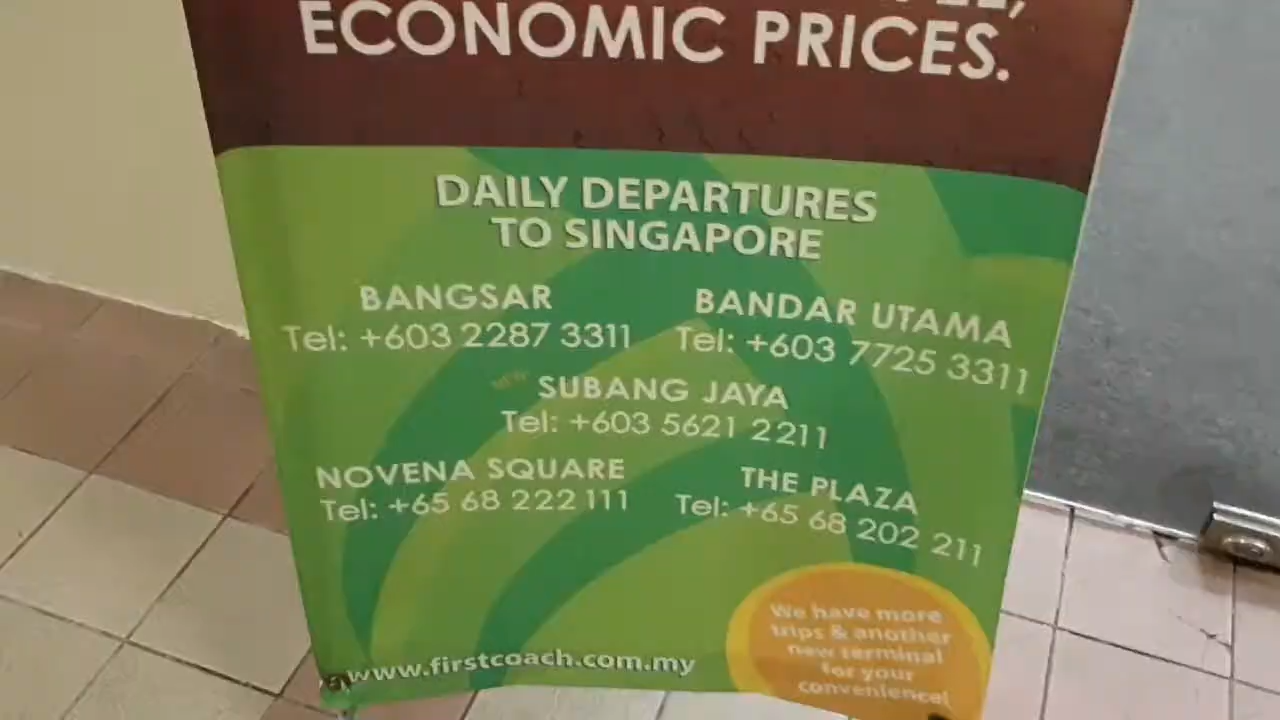 ECONOMIC PRICES.
DAILY DEPARTURES
TO SINGAPORE
BANGSAR
Tel: +603 2287 3311
BANDAR UTAMA
Tel: +603 7725 3311
SUBANG JAYA
Tel: +603 5621 2211
NOVENA SQUARE
Tel: +65 68 222 111
THE PLAZA
Tel: +65 68 202 211
www.firstcoach.com.my
We have more
trips & another
new terminal
for your
convenience!